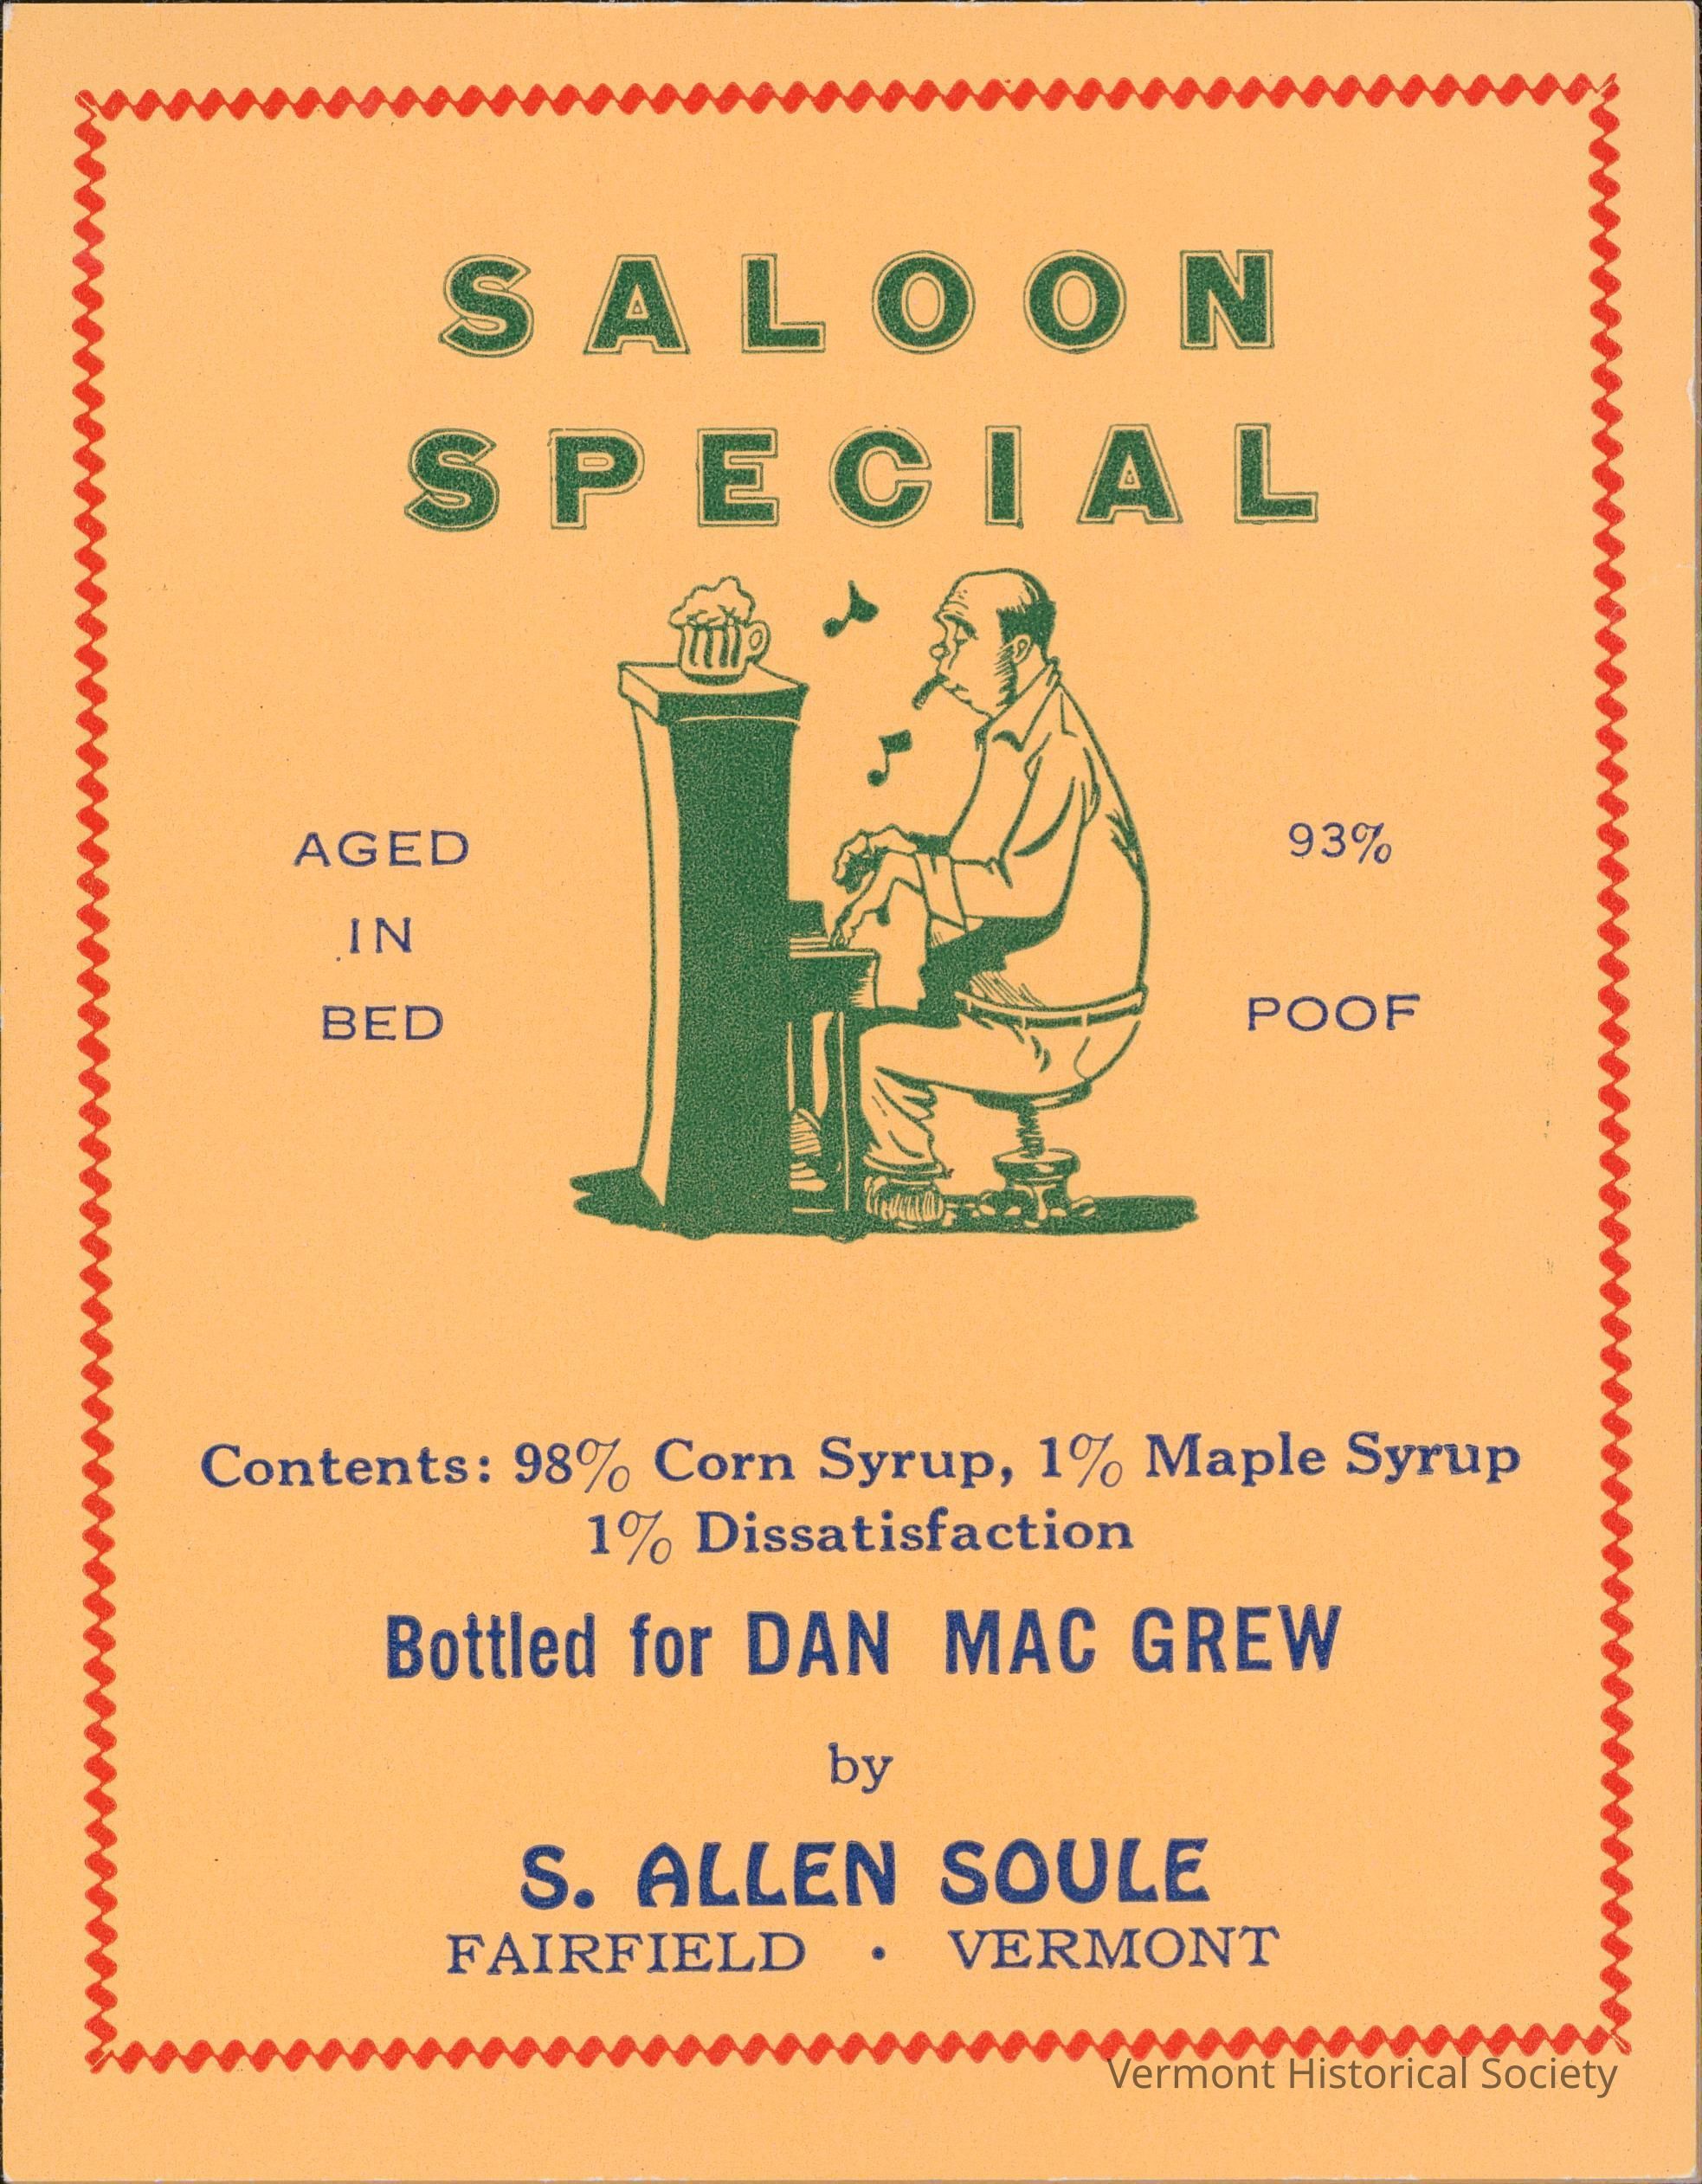 SALOON
SPECIAL
AGED
IN
BED
93%
POOF
Contents: 98% Corn Syrup, 1% Maple Syrup
1% Dissatisfaction
Bottled for DAN MAC GREW
by
S. ALLEN SOULE
FAIRFIELD • VERMONT
Vermont Historical Society